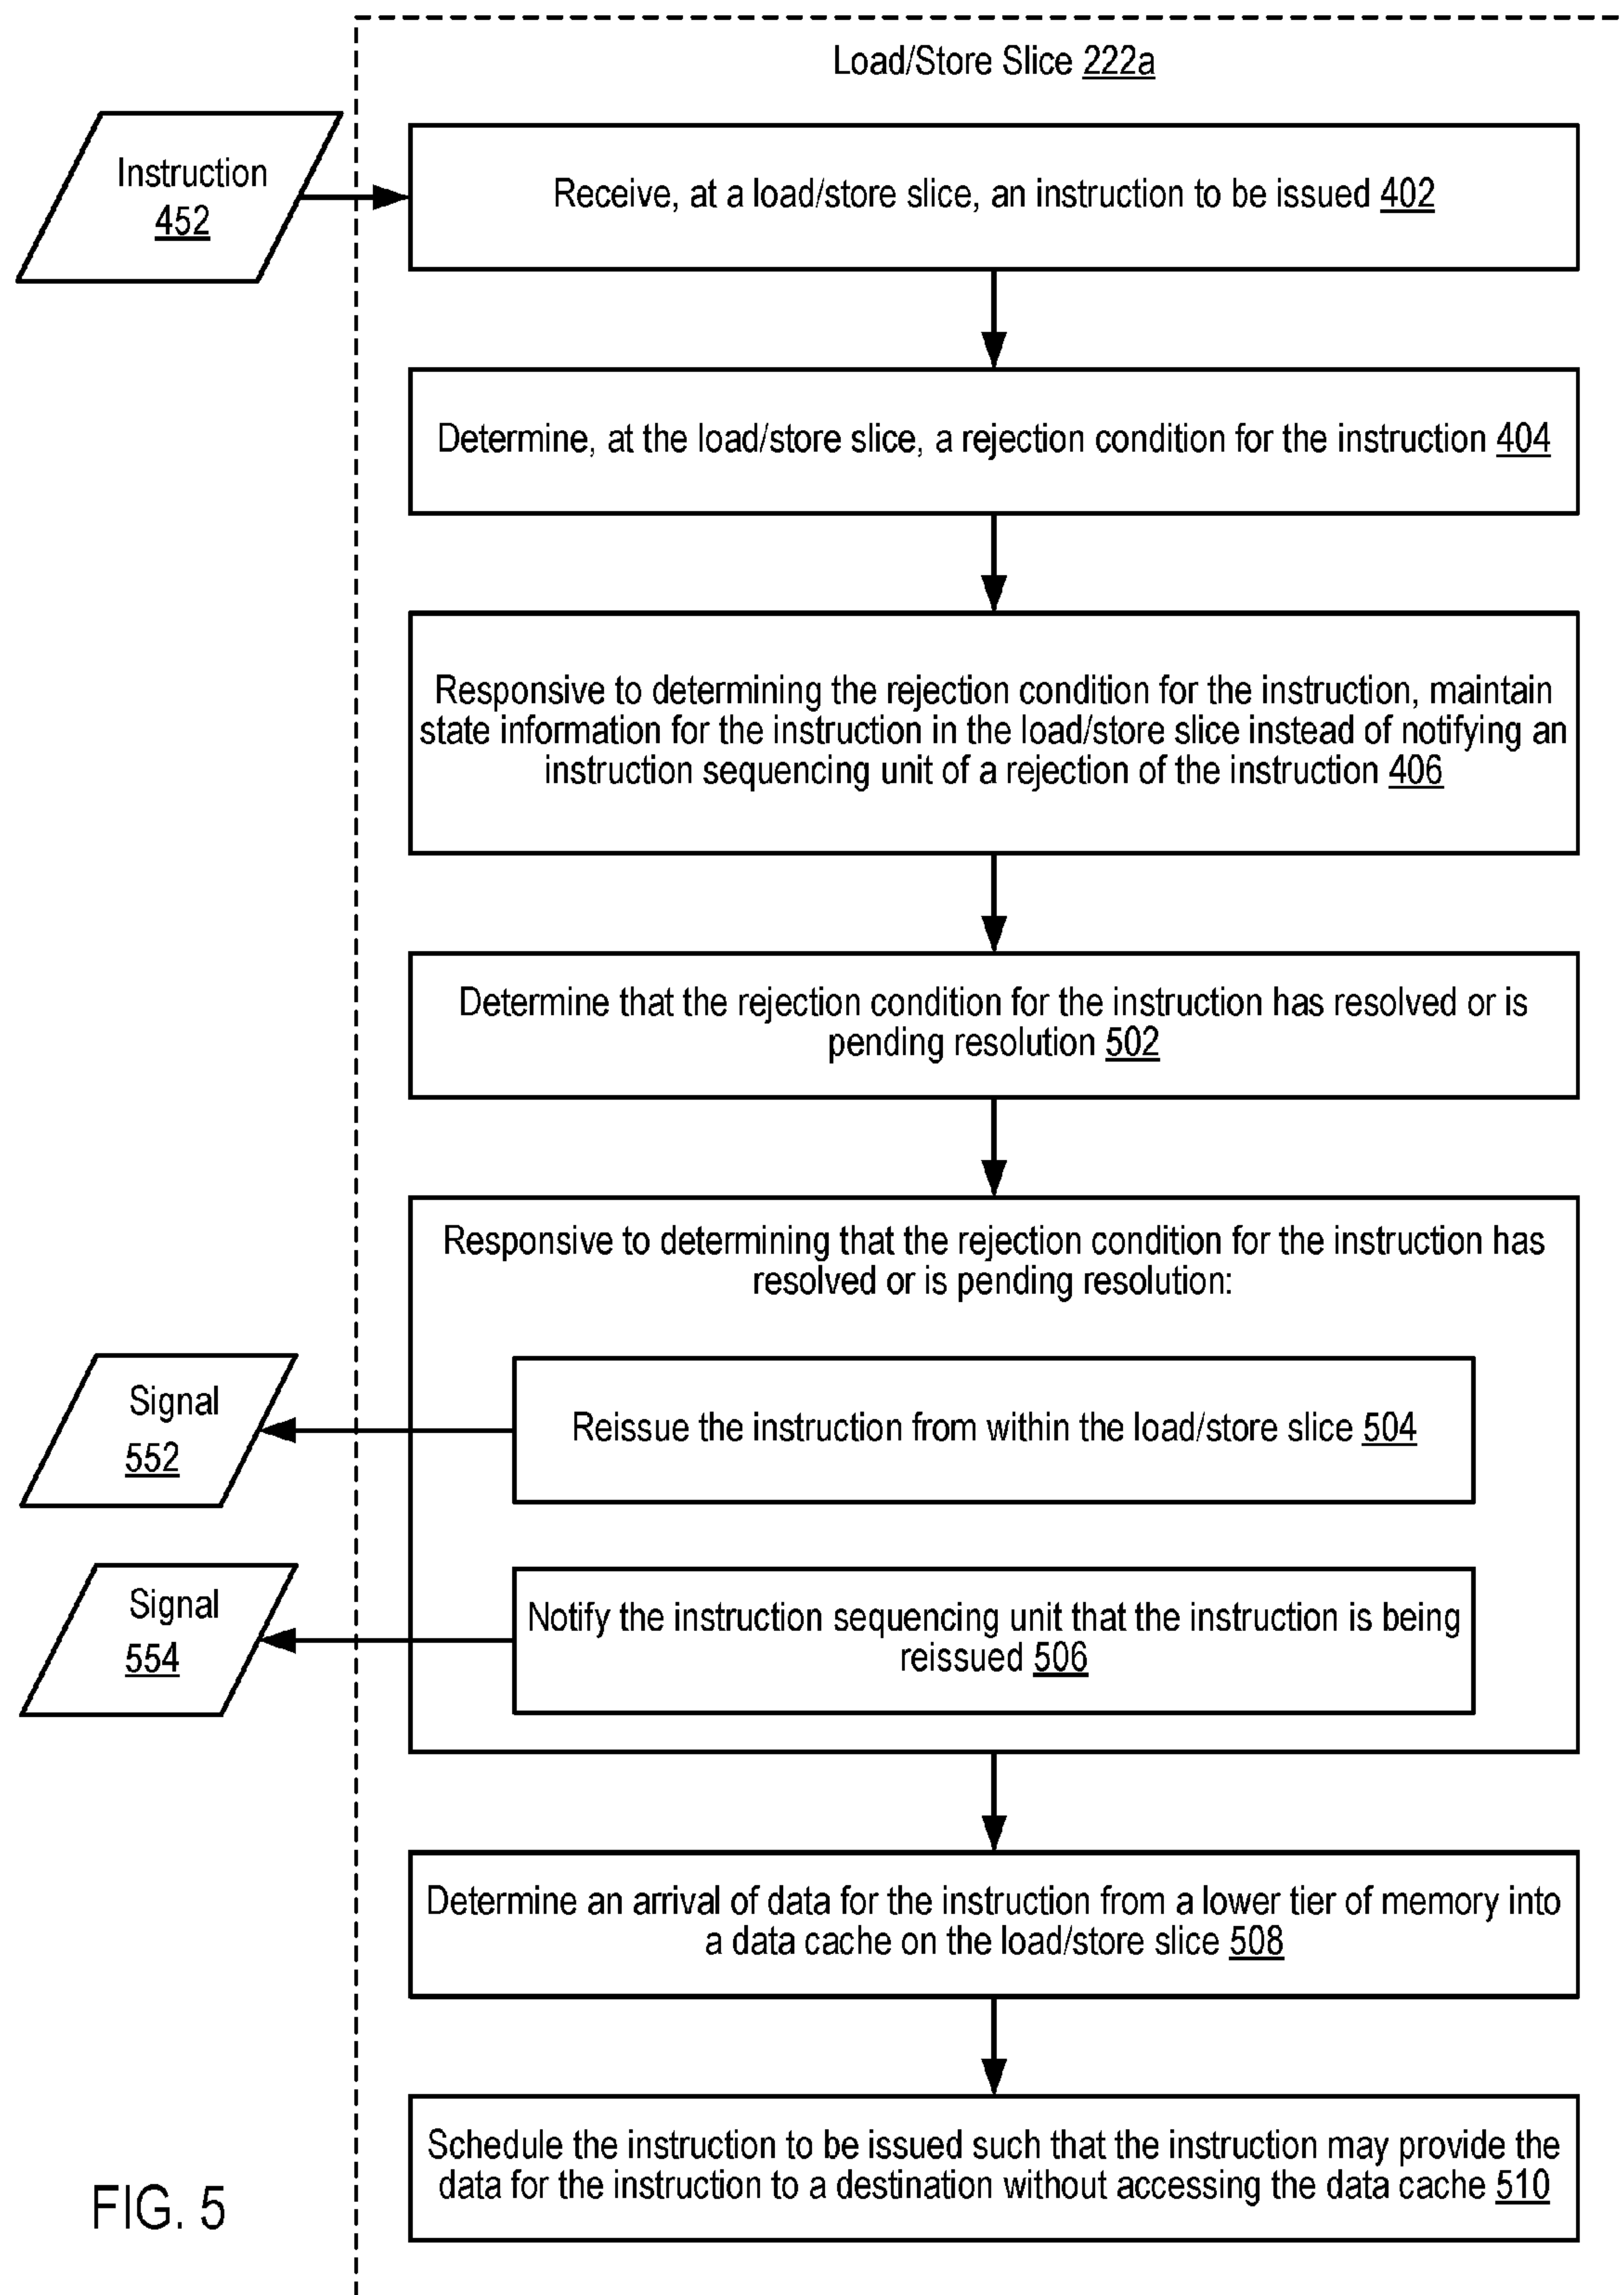 Load/Store Slice 222a
Instruction
452
Receive, at a load/store slice, an instruction to be issued 402
Determine, at the load/store slice, a rejection condition for the instruction 404
Responsive to determining the rejection condition for the instruction, maintain
state information for the instruction in the load/store slice instead of notifying an
instruction sequencing unit of a rejection of the instruction 406
Determine that the rejection condition for the instruction has resolved or is
pending resolution 502
Responsive to determining that the rejection condition for the instruction has
resolved or is pending resolution:
Signal
552
Reissue the instruction from within the load/store slice 504
Signal
554
Notify the instruction sequencing unit that the instruction is being
reissued 506
Determine an arrival of data for the instruction from a lower tier of memory into
a data cache on the load/store slice 508
Schedule the instruction to be issued such that the instruction may provide the
data for the instruction to a destination without accessing the data cache 510
FIG. 5